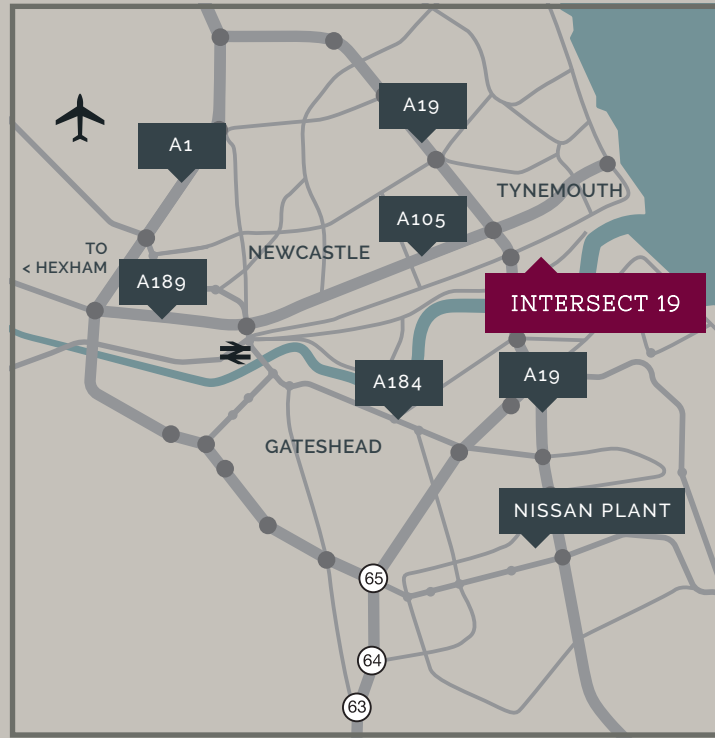 A19
A1
TYNEMOUTH
A105
TO
< HEXHAM
NEWCASTLE
A189
INTERSECT 19
A184
A19
GATESHEAD
NISSAN PLANT
65
64
63